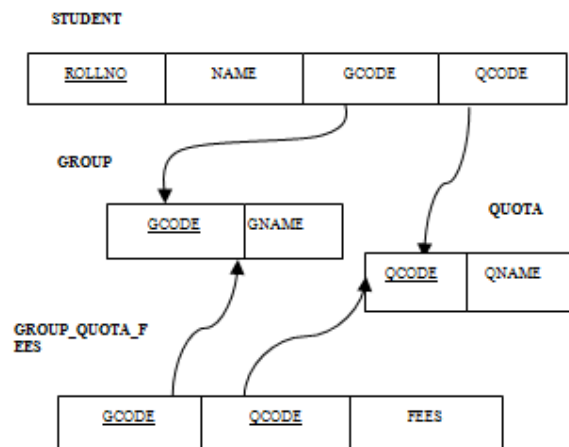 STUDENT
ROLLNO NAME GCODE QCODE
GROUP
GCODE GNAME
QUOTA
QCODE QNAME
GROUP_QUOTA_F
EES
GCODE QCODE FEES